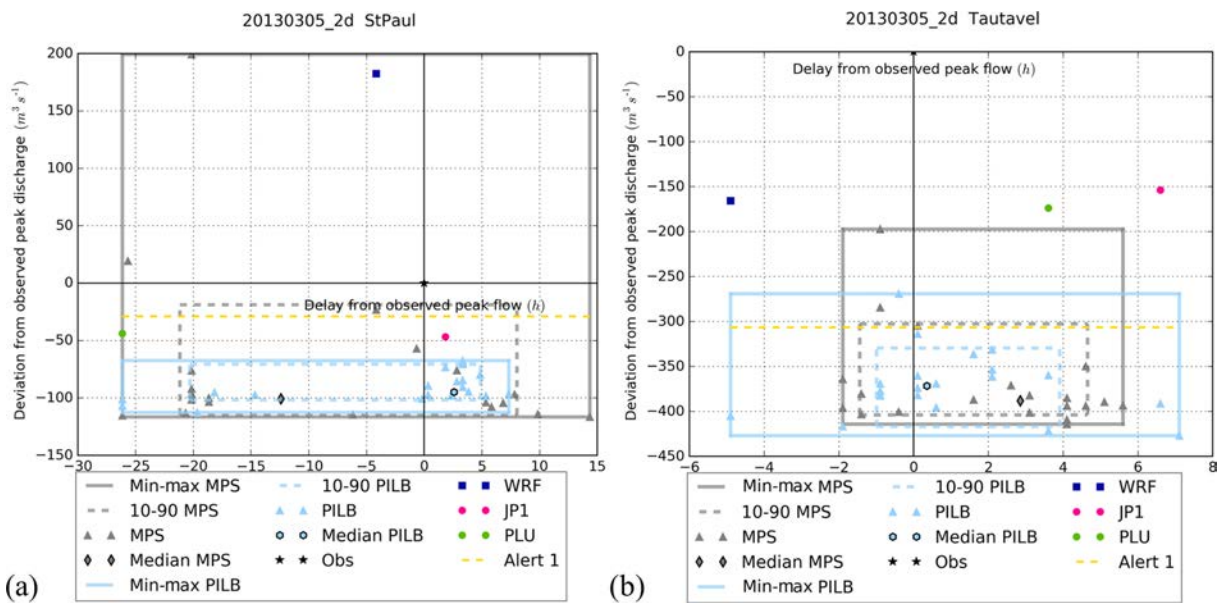 20130305_2d StPaul
Deviation from observed peak discharge (m³ s⁻¹)
200
150
100
50
0
−50
−100
−150
Delay from observed peak flow (h)
−30 −25 −20 −15 −10 −5 0 5 10 15
Min-max MPS
10-90 MPS
MPS
Median MPS
Min-max PILB
10-90 PILB
PILB
Median PILB
Obs
WRF
JP1
PLU
Alert 1
(a)
20130305_2d Tautavel
Deviation from observed peak discharge (m³ s⁻¹)
0
−50
−100
−150
−200
−250
−300
−350
−400
−450
Delay from observed peak flow (h)
−6 −4 −2 0 2 4 6 8
Min-max MPS
10-90 MPS
MPS
Median MPS
Min-max PILB
10-90 PILB
PILB
Median PILB
Obs
WRF
JP1
PLU
Alert 1
(b)